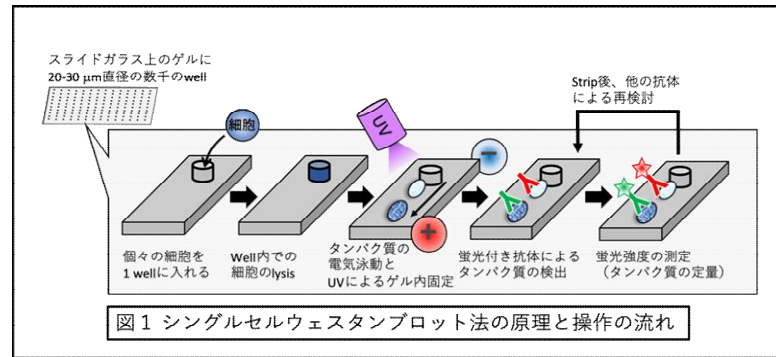 スライドガラス上のゲルに
20-30 μm直径の数千のwell
細胞
UV
−
+
Strip後、他の抗体
による再検討
個々の細胞を
1 wellに入れる
Well内での
細胞のlysis
タンパク質の
電気泳動と
UVによるゲル内固定
蛍光付き抗体による
タンパク質の検出
蛍光強度の測定
（タンパク質の定量）
図1 シングルセルウェスタンブロット法の原理と操作の流れ